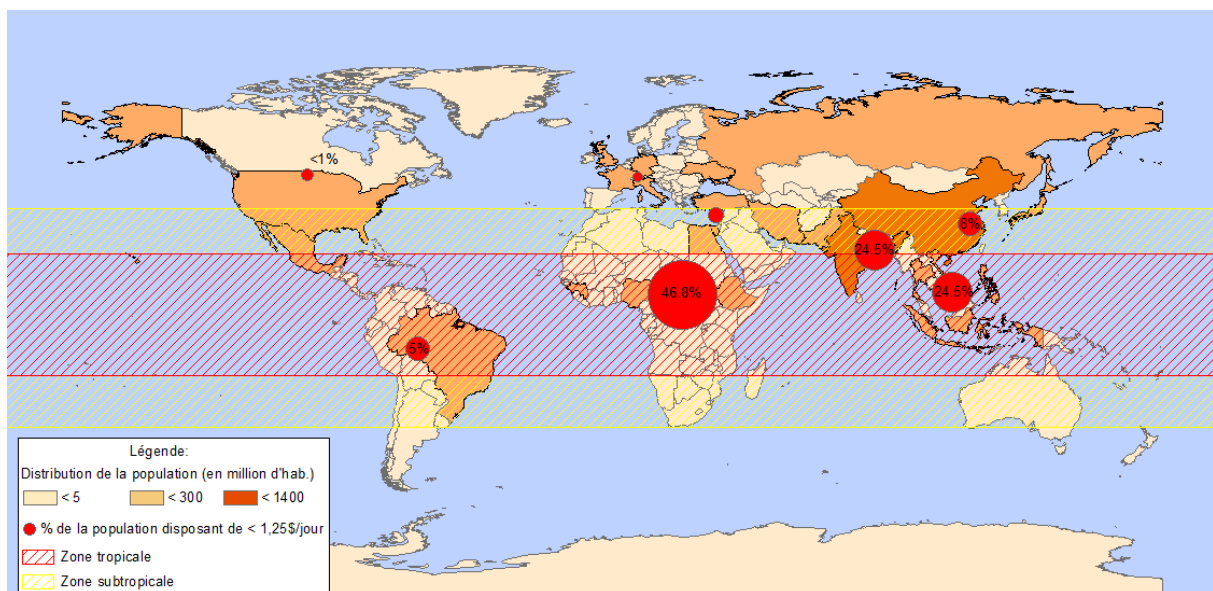 <1%
8%
24.5%
46.8%
24.5%
5%
Légende:
Distribution de la population (en million d'hab.)
< 5 < 300 < 1400
% de la population disposant de < 1,25$/jour
Zone tropicale
Zone subtropicale